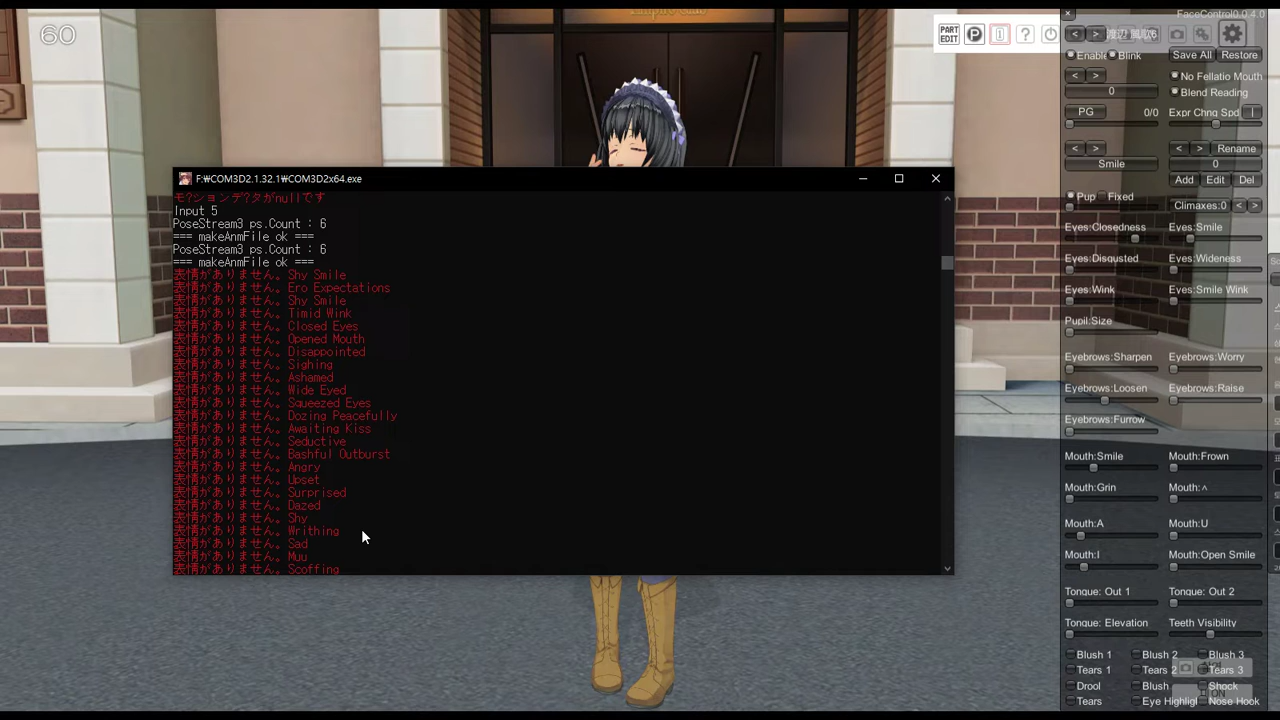 60
PART EDIT
P
?
FaceControl0.0.4.0
< >
Enable Blink
Save All Restore
< >
No Fellatio Mouth
0
Blend Reading
PG 0/0
Expr Chng Spd |
< >
< > Rename
Smile
0
Add Edit Del
Pup Fixed
Climaxes:0 < >
Eyes:Closedness
Eyes:Smile
Eyes:Disgusted
Eyes:Wideness
Eyes:Wink
Eyes:Smile Wink
Pupil:Size
Eyebrows:Sharpen
Eyebrows:Worry
Eyebrows:Loosen
Eyebrows:Raise
Eyebrows:Furrow
Mouth:Smile
Mouth:Frown
Mouth:Grin
Mouth:^
Mouth:A
Mouth:U
Mouth:I
Mouth:Open Smile
Tongue: Out 1
Tongue: Out 2
Tongue: Elevation
Teeth Visibility
Blush 1 Blush 2 Blush 3
Tears 1 Tears 2 Tears 3
Drool Blush Shock
Tears Eye Highligl Nose Hook
F:₩COM3D2.1.32.1₩COM3D2x64.exe
モ?ションデ?タがnullです
Input 5
PoseStream3 ps.Count : 6
=== makeAnmFile ok ===
PoseStream3 ps.Count : 6
=== makeAnmFile ok ===
表情がありません。Shy Smile
表情がありません。Ero Expectations
表情がありません。Shy Smile
表情がありません。Timid Wink
表情がありません。Closed Eyes
表情がありません。Opened Mouth
表情がありません。Disappointed
表情がありません。Sighing
表情がありません。Ashamed
表情がありません。Wide Eyed
表情がありません。Squeezed Eyes
表情がありません。Dozing Peacefully
表情がありません。Awaiting Kiss
表情がありません。Seductive
表情がありません。Bashful Outburst
表情がありません。Angry
表情がありません。Upset
表情がありません。Surprised
表情がありません。Dazed
表情がありません。Shy
表情がありません。Writhing
表情がありません。Sad
表情がありません。Muu
表情がありません。Scoffing